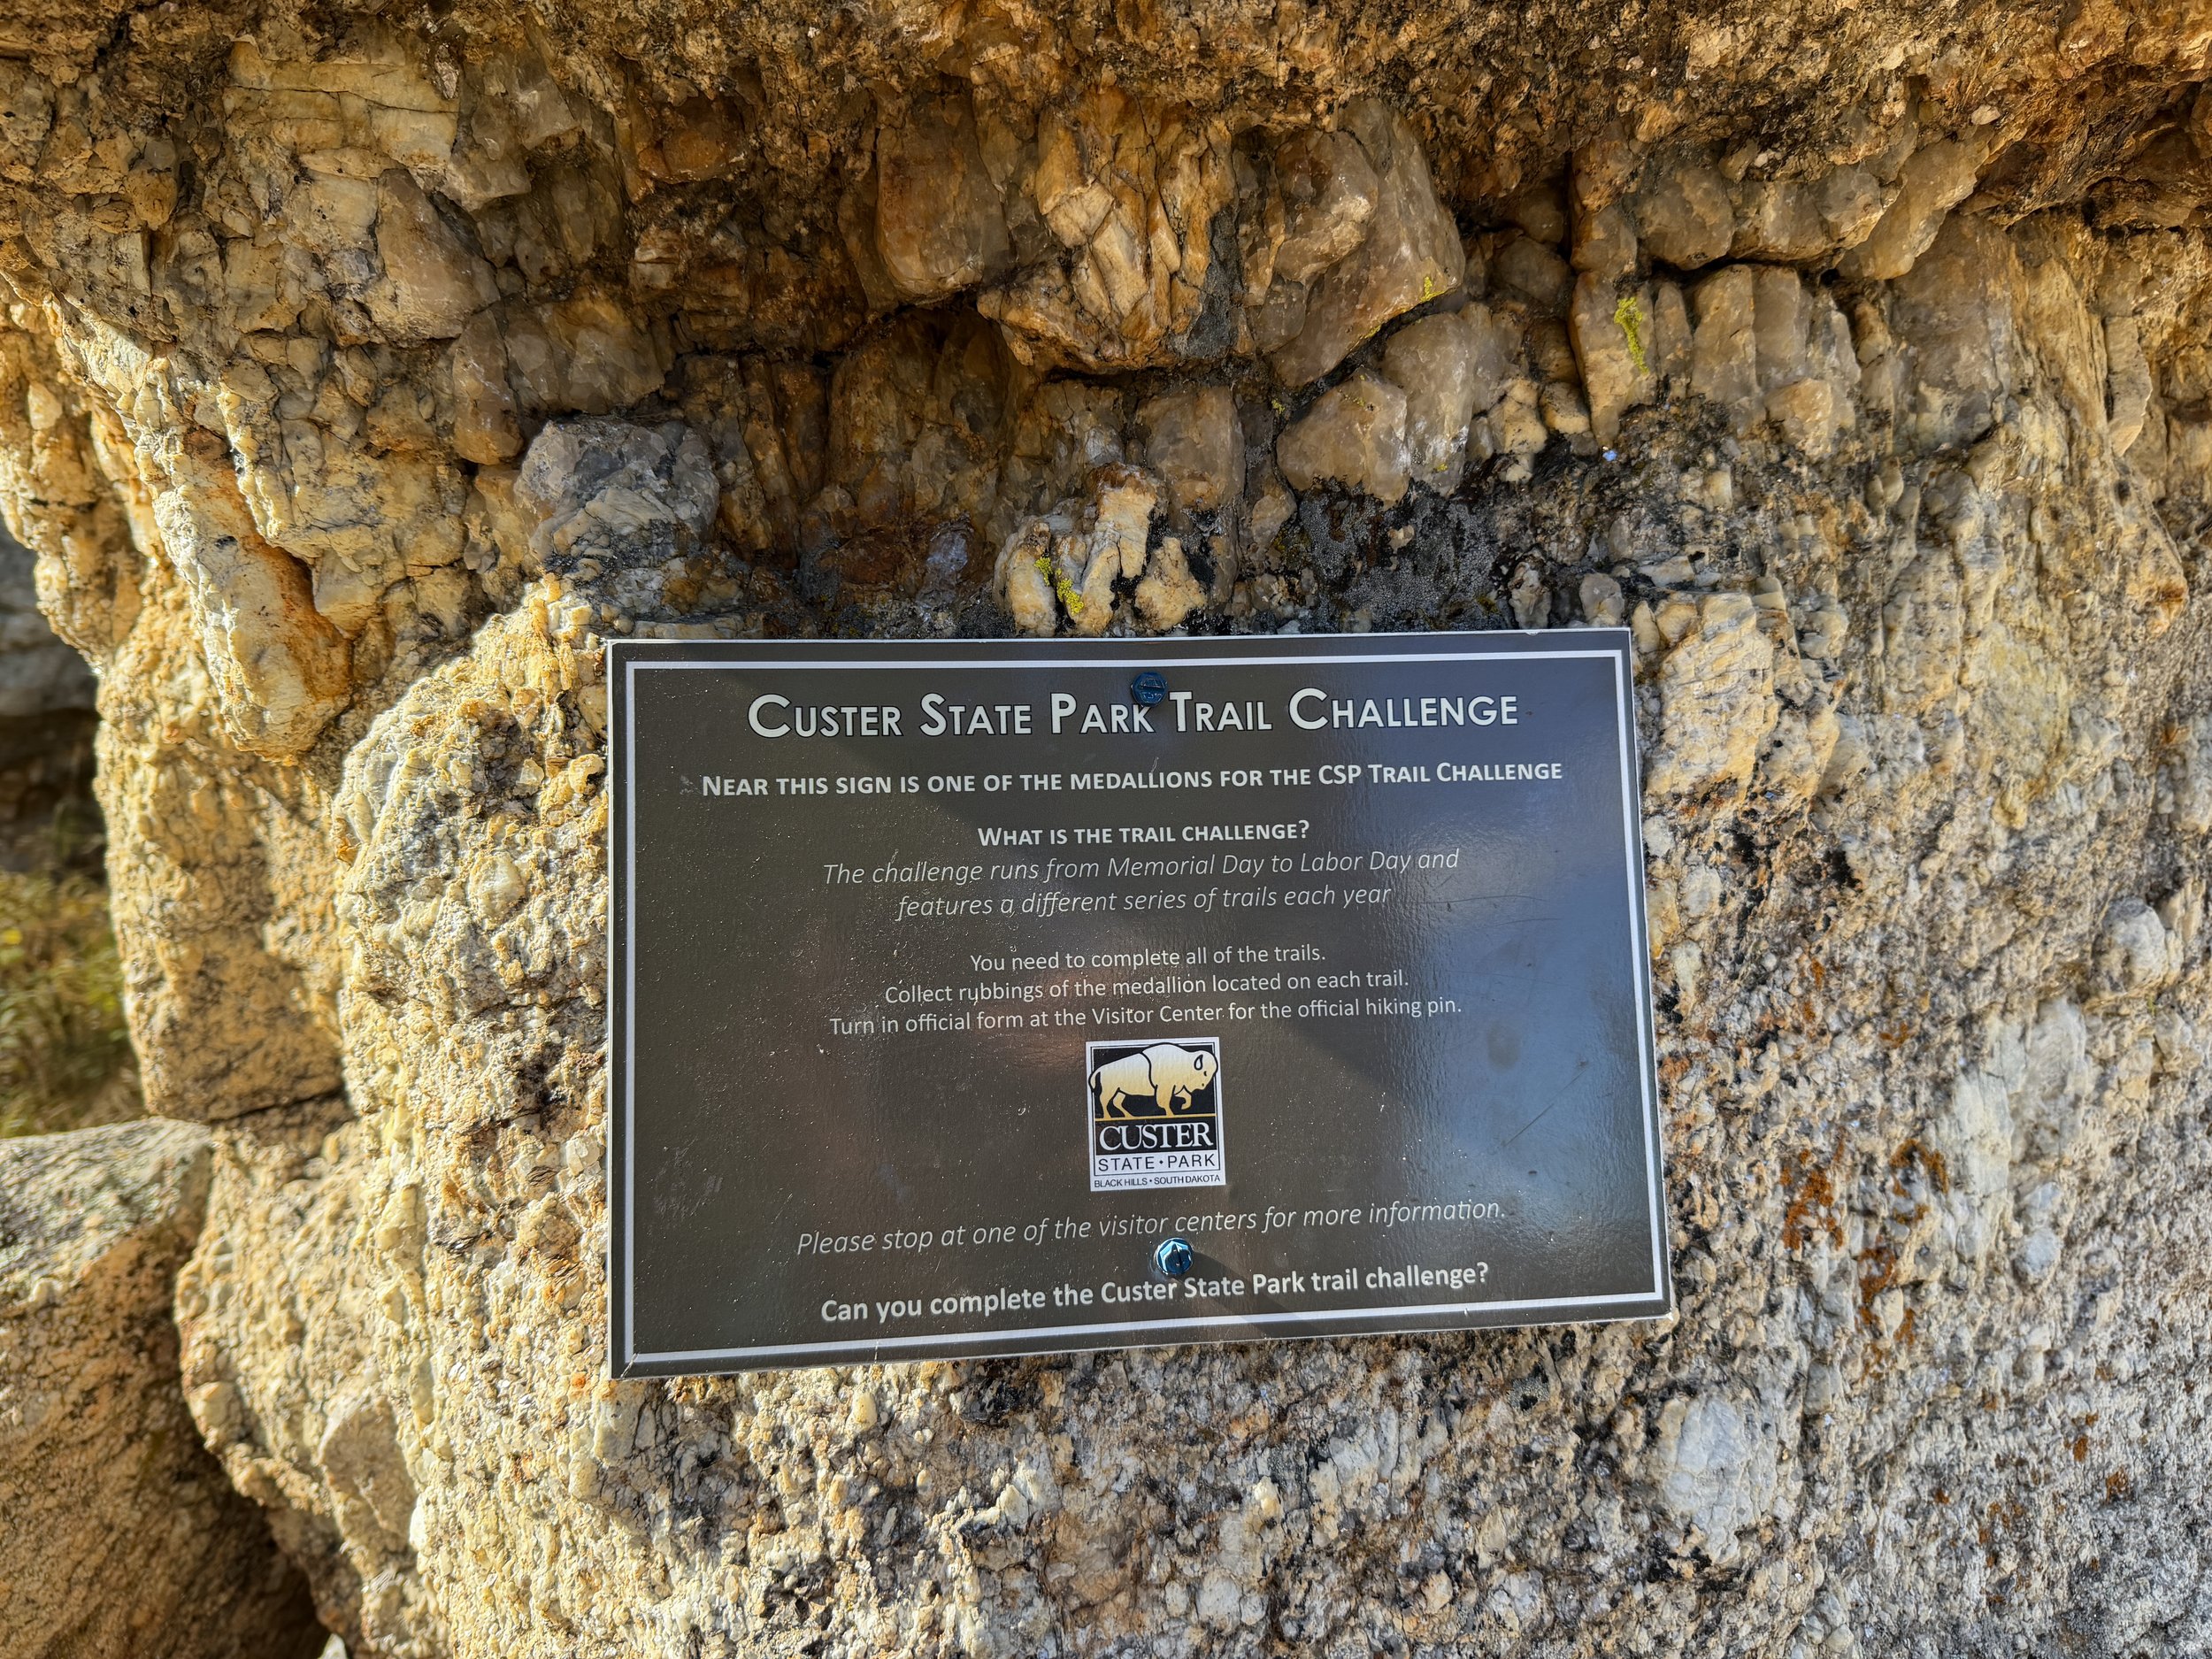 Custer State Park Trail Challenge
Near this sign is one of the medallions for the CSP Trail Challenge
What is the trail challenge?
The challenge runs from Memorial Day to Labor Day and
features a different series of trails each year
You need to complete all of the trails.
Collect rubbings of the medallion located on each trail.
Turn in official form at the Visitor Center for the official hiking pin.
CUSTER
STATE • PARK
BLACK HILLS • SOUTH DAKOTA
Please stop at one of the visitor centers for more information.
Can you complete the Custer State Park trail challenge?